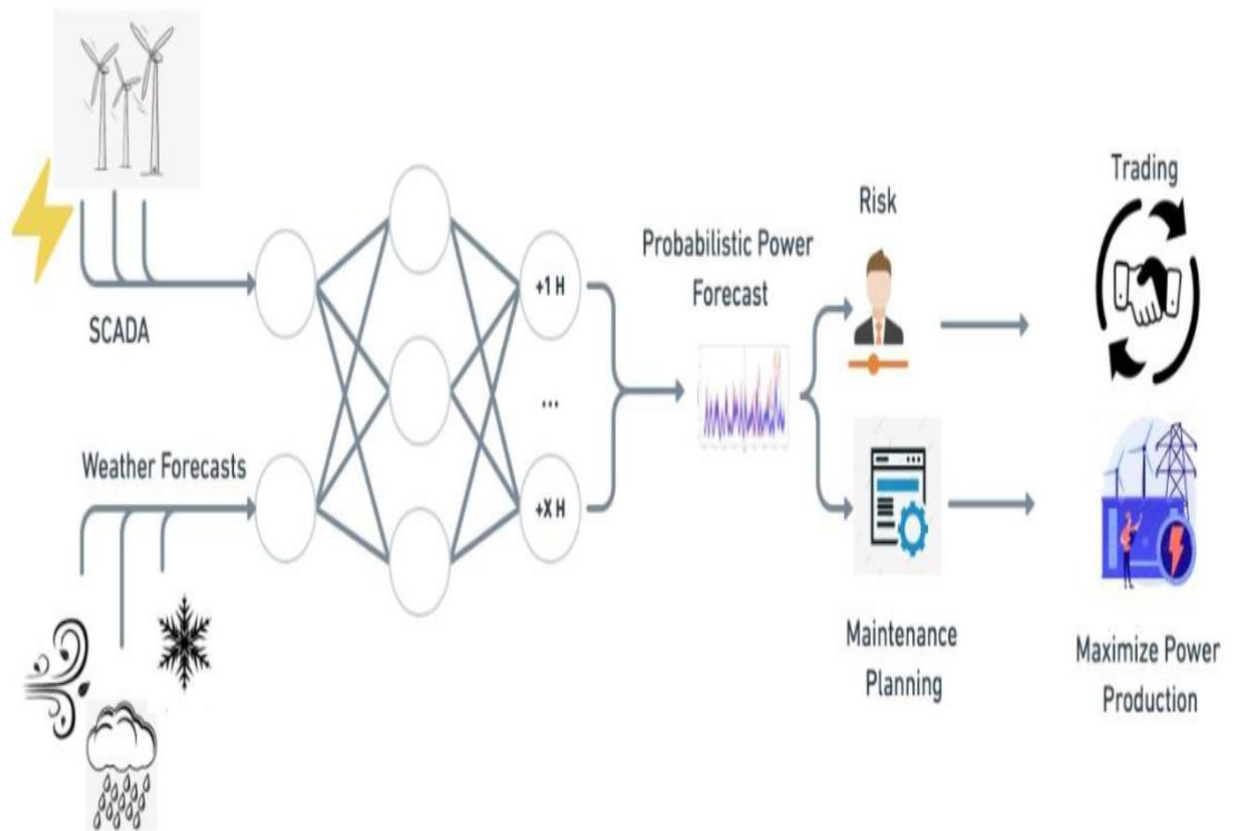 SCADA
Weather Forecasts
+1 H
...
+X H
Probabilistic Power
Forecast
Risk
Maintenance
Planning
Trading
Maximize Power
Production